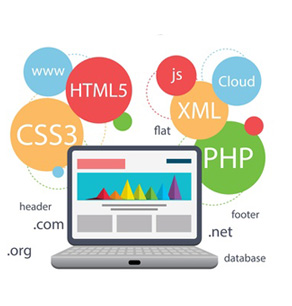 www
HTML5
js
Cloud
XML
CSS3
flat
PHP
header
footer
.com
.net
.org
database